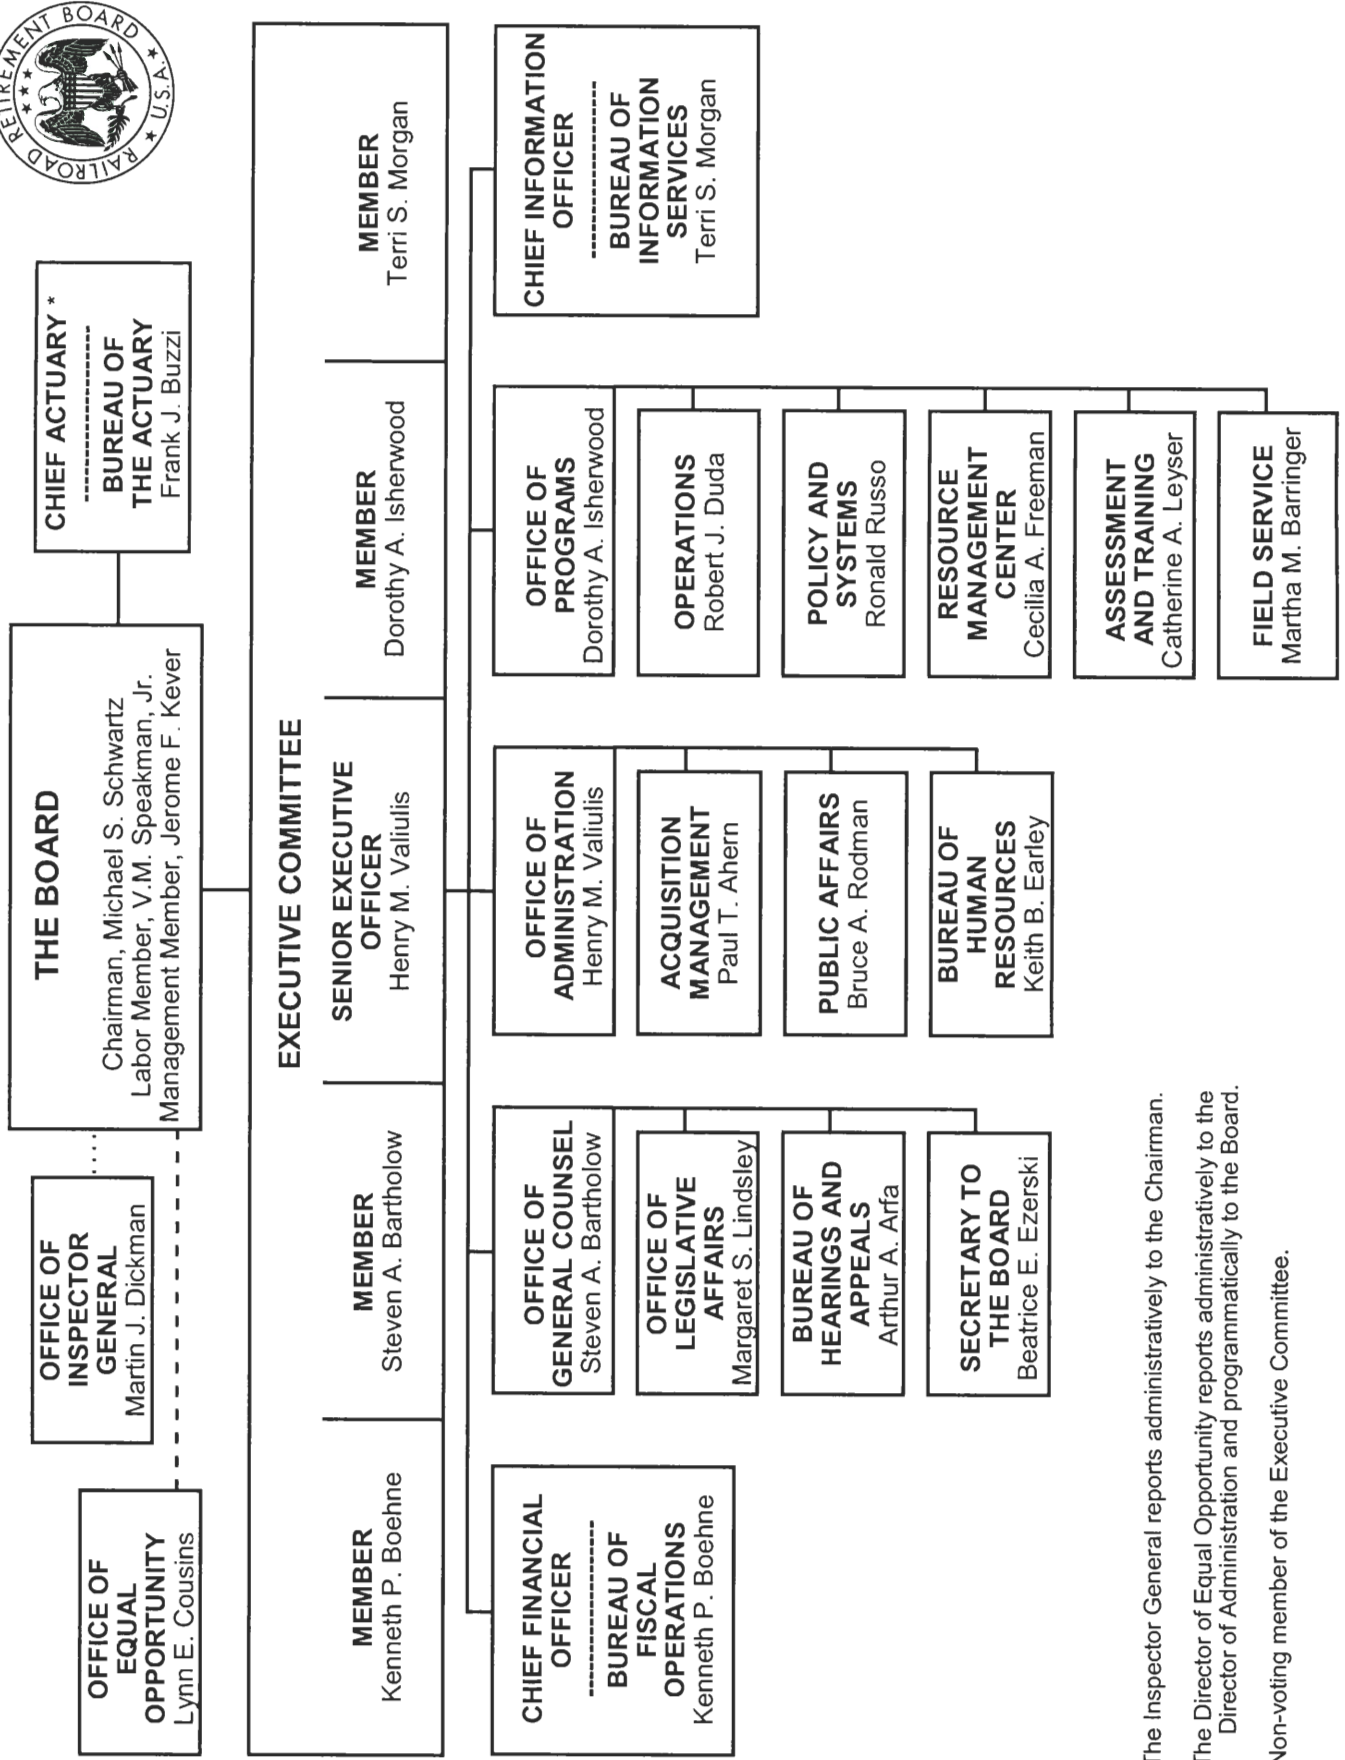 RAILROAD RETIREMENT BOARD
★ U.S.A. ★
THE BOARD
Chairman, Michael S. Schwartz
Labor Member, V.M. Speakman, Jr.
Management Member, Jerome F. Kever
OFFICE OF
EQUAL
OPPORTUNITY
Lynn E. Cousins
OFFICE OF
INSPECTOR
GENERAL
Martin J. Dickman
CHIEF ACTUARY *
BUREAU OF
THE ACTUARY
Frank J. Buzzi
EXECUTIVE COMMITTEE
MEMBER
Kenneth P. Boehne
MEMBER
Steven A. Bartholow
SENIOR EXECUTIVE
OFFICER
Henry M. Valiulis
MEMBER
Dorothy A. Isherwood
MEMBER
Terri S. Morgan
CHIEF FINANCIAL
OFFICER
BUREAU OF
FISCAL
OPERATIONS
Kenneth P. Boehne
OFFICE OF
GENERAL COUNSEL
Steven A. Bartholow
OFFICE OF
LEGISLATIVE
AFFAIRS
Margaret S. Lindsley
BUREAU OF
HEARINGS AND
APPEALS
Arthur A. Arfa
SECRETARY TO
THE BOARD
Beatrice E. Ezerski
OFFICE OF
ADMINISTRATION
Henry M. Valiulis
ACQUISITION
MANAGEMENT
Paul T. Ahern
PUBLIC AFFAIRS
Bruce A. Rodman
BUREAU OF
HUMAN
RESOURCES
Keith B. Earley
OFFICE OF
PROGRAMS
Dorothy A. Isherwood
OPERATIONS
Robert J. Duda
POLICY AND
SYSTEMS
Ronald Russo
RESOURCE
MANAGEMENT
CENTER
Cecilia A. Freeman
ASSESSMENT
AND TRAINING
Catherine A. Leyser
FIELD SERVICE
Martha M. Barringer
CHIEF INFORMATION
OFFICER
BUREAU OF
INFORMATION
SERVICES
Terri S. Morgan
The Inspector General reports administratively to the Chairman.
The Director of Equal Opportunity reports administratively to the
Director of Administration and programmatically to the Board.
Non-voting member of the Executive Committee.